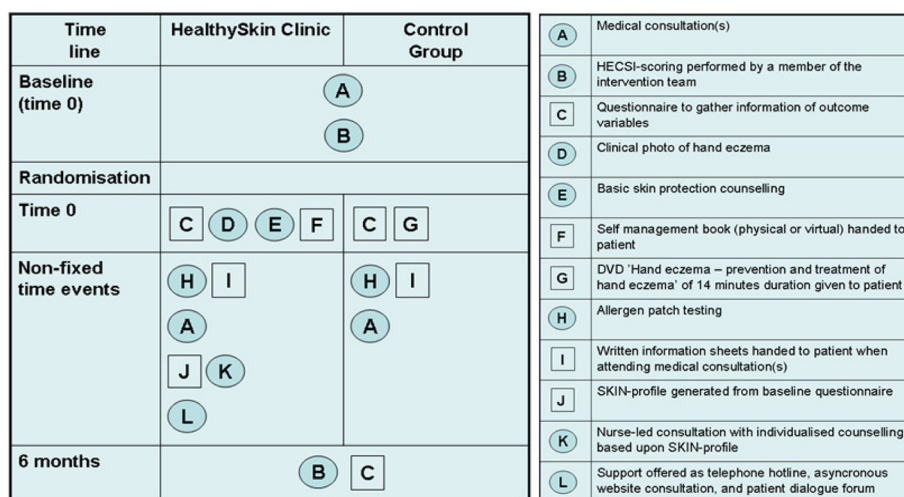 Time line
HealthySkin Clinic
Control Group
Baseline (time 0)
A
B
Randomisation
Time 0
C D E F
C G
Non-fixed time events
H I
H I
A
A
J K
L
6 months
B C
A Medical consultation(s)
B HECSI-scoring performed by a member of the
intervention team
C Questionnaire to gather information of outcome
variables
D Clinical photo of hand eczema
E Basic skin protection counselling
F Self management book (physical or virtual) handed to
patient
G DVD 'Hand eczema – prevention and treatment of
hand eczema' of 14 minutes duration given to patient
H Allergen patch testing
I Written information sheets handed to patient when
attending medical consultation(s)
J SKIN-profile generated from baseline questionnaire
K Nurse-led consultation with individualised counselling
based upon SKIN-profile
L Support offered as telephone hotline, asyncronous
website consultation, and patient dialogue forum